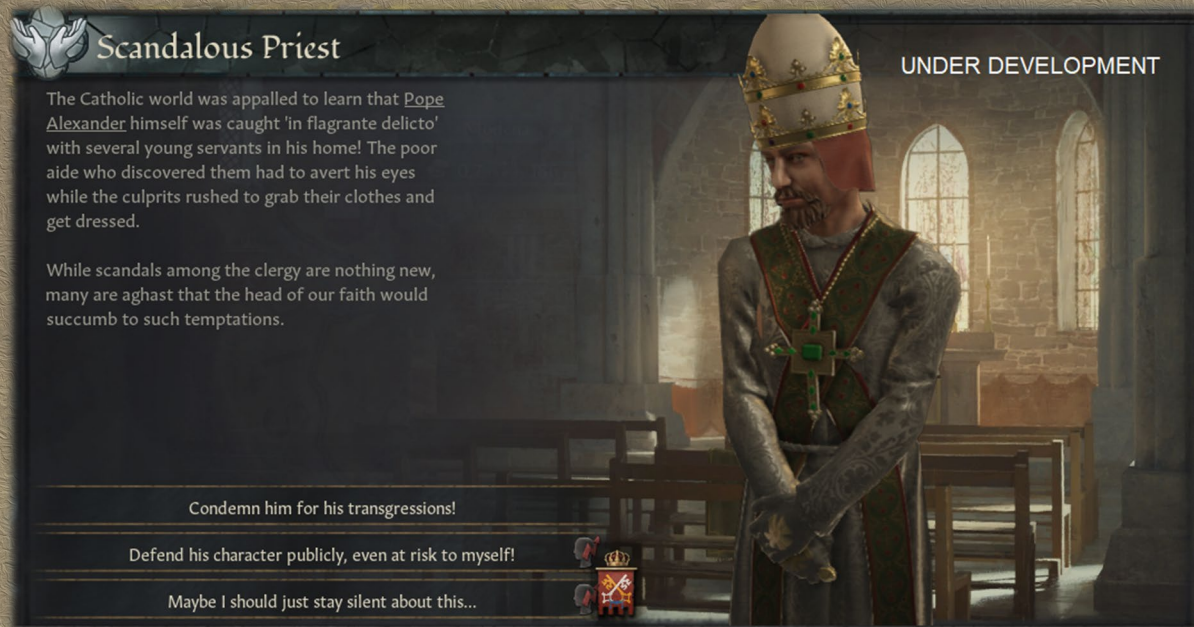 Scandalous Priest
UNDER DEVELOPMENT
The Catholic world was appalled to learn that Pope
Alexander himself was caught 'in flagrante delicto'
with several young servants in his home! The poor
aide who discovered them had to avert his eyes
while the culprits rushed to grab their clothes and
get dressed.
While scandals among the clergy are nothing new,
many are aghast that the head of our faith would
succumb to such temptations.
Condemn him for his transgressions!
Defend his character publicly, even at risk to myself!
Maybe I should just stay silent about this...